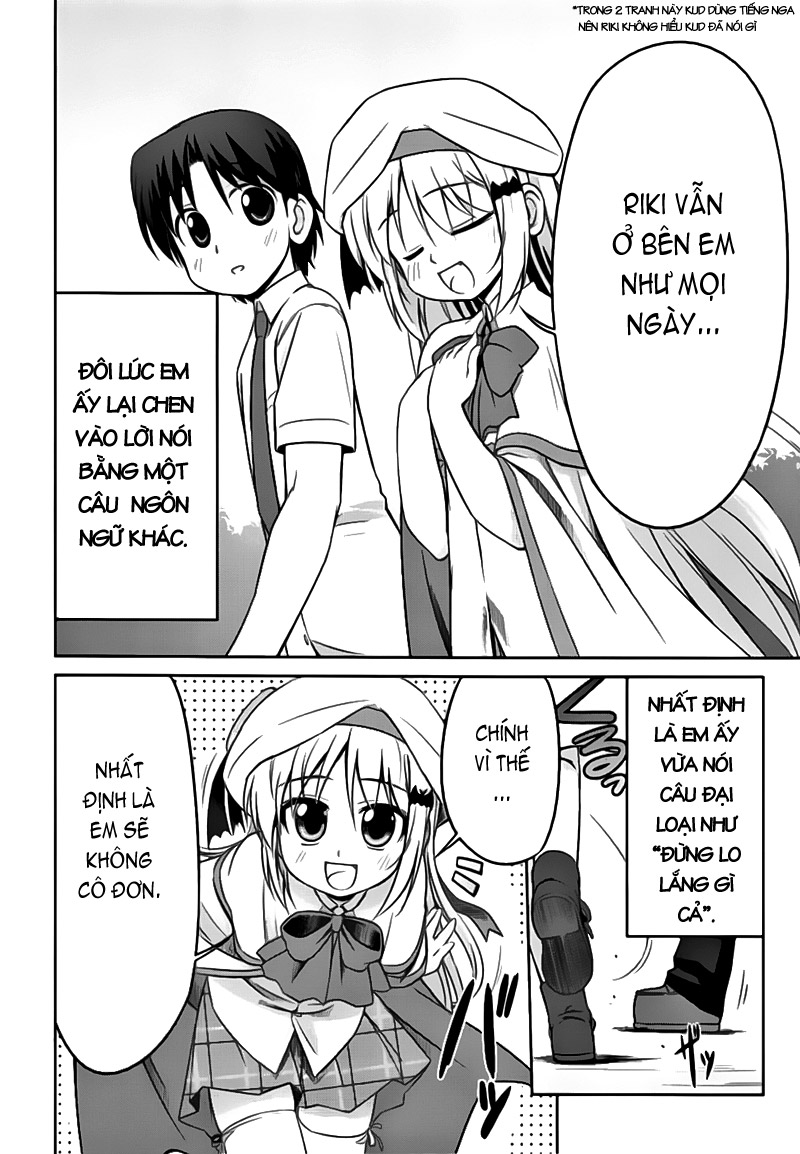 *TRONG 2 TRANH NÀY KUD DÙNG TIẾNG NGA
NÊN RIKI KHÔNG HIỂU KUD ĐÃ NÓI GÌ
RIKI VẪN
Ở BÊN EM
NHƯ MỌI
NGÀY...
ĐÔI LÚC EM
ẤY LẠI CHEN
VÀO LỜI NÓI
BẰNG MỘT
CÂU NGÔN
NGỮ KHÁC.
NHẤT ĐỊNH
LÀ EM ẤY
VỪA NÓI
CÂU ĐẠI
LOẠI NHƯ
“ĐỪNG LO
LẮNG GÌ
CẢ”.
CHÍNH
VÌ THẾ
...
NHẤT
ĐỊNH LÀ
EM SẼ
KHÔNG
CÔ ĐƠN.
ザッ